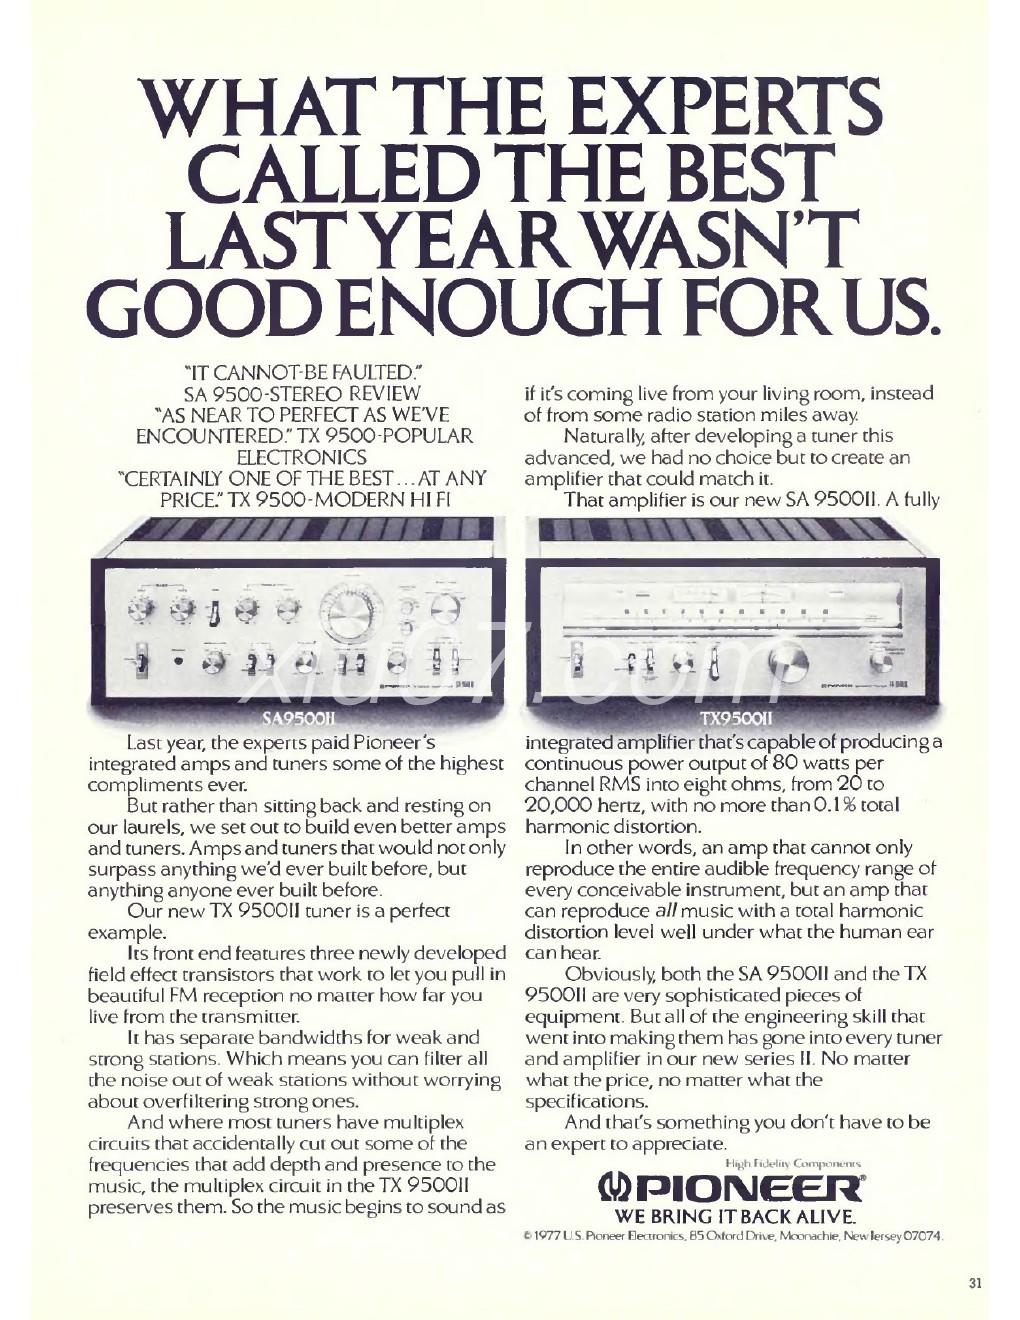 WHAT THE EXPERTS
CALLED THE BEST
LAST YEAR WASN'T
GOOD ENOUGH FOR US.
"IT CANNOT-BE FAULTED."
SA 9500-STEREO REVIEW
"AS NEAR TO PERFECT AS WE'VE
ENCOUNTERED." TX 9500-POPULAR
ELECTRONICS
"CERTAINLY ONE OF THE BEST...AT ANY
PRICE." TX 9500-MODERN HI FI
SA9500II
Last year, the experts paid Pioneer's
integrated amps and tuners some of the highest
compliments ever.
But rather than sitting back and resting on
our laurels, we set out to build even better amps
and tuners. Amps and tuners that would not only
surpass anything we'd ever built before, but
anything anyone ever built before.
Our new TX 9500II tuner is a perfect
example.
Its front end features three newly developed
field effect transistors that work to let you pull in
beautiful FM reception no matter how far you
live from the transmitter.
It has separate bandwidths for weak and
strong stations. Which means you can filter all
the noise out of weak stations without worrying
about overfiltering strong ones.
And where most tuners have multiplex
circuits that accidentally cut out some of the
frequencies that add depth and presence to the
music, the multiplex circuit in the TX 9500II
preserves them. So the music begins to sound as
if it's coming live from your living room, instead
of from some radio station miles away.
Naturally, after developing a tuner this
advanced, we had no choice but to create an
amplifier that could match it.
That amplifier is our new SA 9500II. A fully
TX9500II
integrated amplifier that's capable of producing a
continuous power output of 80 watts per
channel RMS into eight ohms, from 20 to
20,000 hertz, with no more than 0.1% total
harmonic distortion.
In other words, an amp that cannot only
reproduce the entire audible frequency range of
every conceivable instrument, but an amp that
can reproduce all music with a total harmonic
distortion level well under what the human ear
can hear.
Obviously, both the SA 9500II and the TX
9500II are very sophisticated pieces of
equipment. But all of the engineering skill that
went into making them has gone into every tuner
and amplifier in our new series II. No matter
what the price, no matter what the
specifications.
And that's something you don't have to be
an expert to appreciate.
High Fidelity Components
PIONEER®
WE BRING IT BACK ALIVE.
© 1977 U.S. Pioneer Electronics, 85 Oxford Drive, Moonachie, New Jersey 07074.
31
xiu67.com